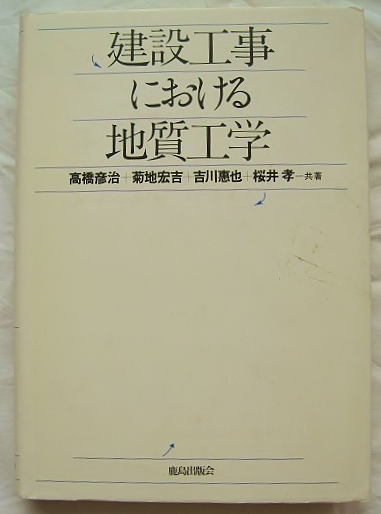 建設工事
における
地質工学
高橋彦治+菊地宏吉+吉川惠也+桜井 孝—共著
鹿島出版会